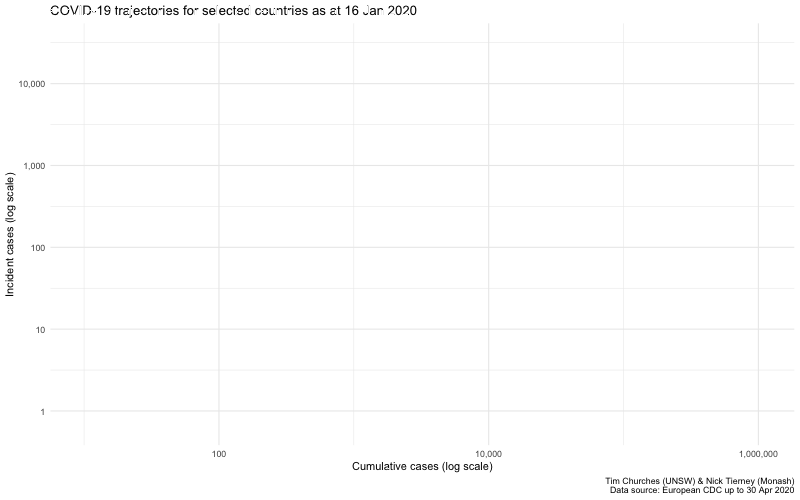 COVID-19 trajectories for selected countries as at 16 Jan 2020
10,000
1,000
100
10
1
Incident cases (log scale)
100
10,000
1,000,000
Cumulative cases (log scale)
Tim Churches (UNSW) & Nick Tierney (Monash)
Data source: European CDC up to 30 Apr 2020